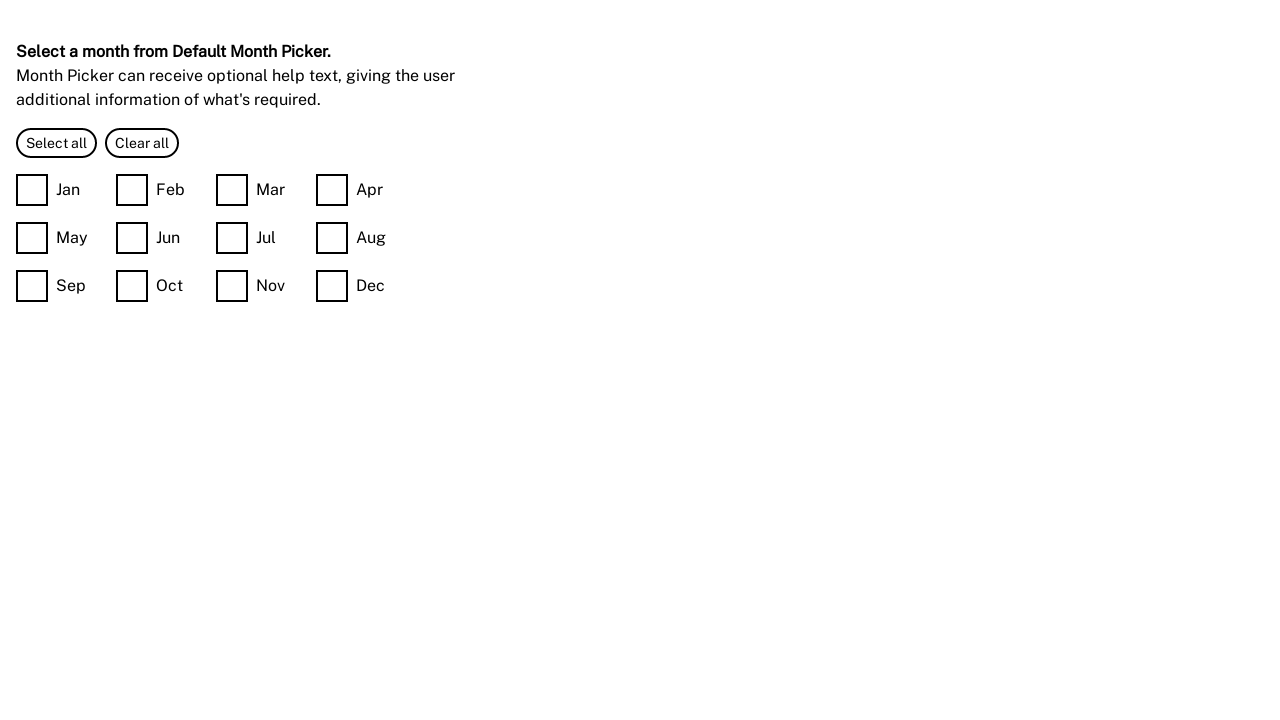 Select a month from Default Month Picker.
Month Picker can receive optional help text, giving the user
additional information of what's required.
Select all Clear all
Jan Feb Mar Apr
May Jun Jul Aug
Sep Oct Nov Dec